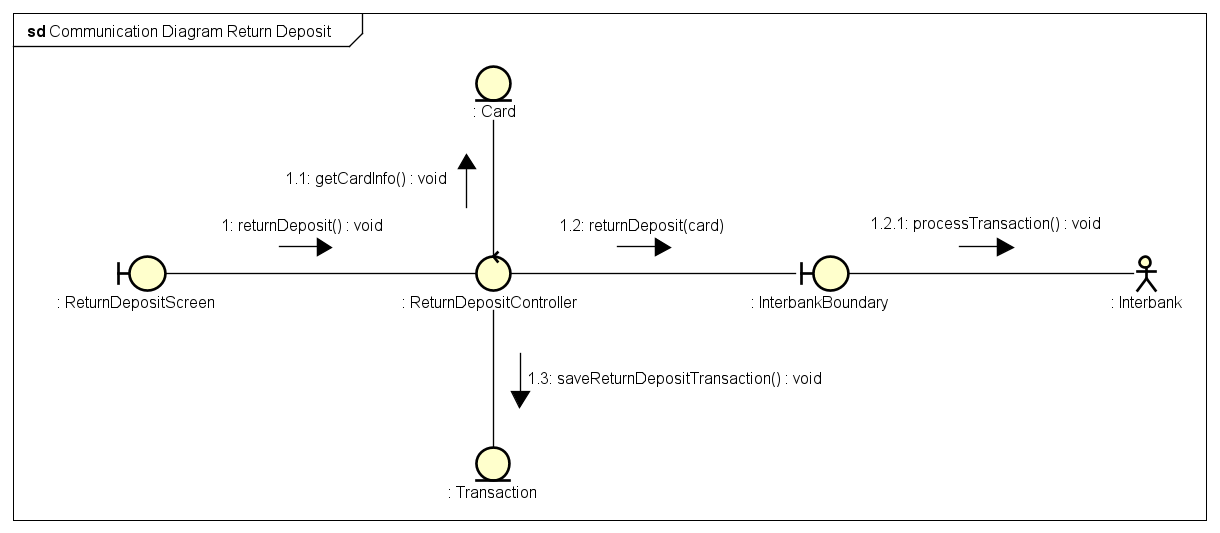 sd Communication Diagram Return Deposit
: Card
1.1: getCardInfo() : void
1: returnDeposit() : void
1.2: returnDeposit(card)
1.2.1: processTransaction() : void
: ReturnDepositScreen
: ReturnDepositController
: InterbankBoundary
: Interbank
1.3: saveReturnDepositTransaction() : void
: Transaction